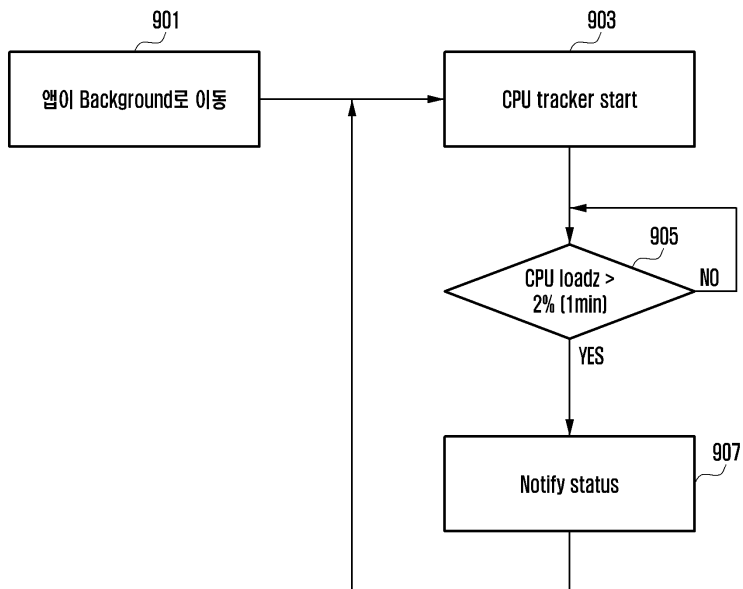 901
앱이 Background로 이동
903
CPU tracker start
905
CPU loadz >
2% (1min)
NO
YES
907
Notify status